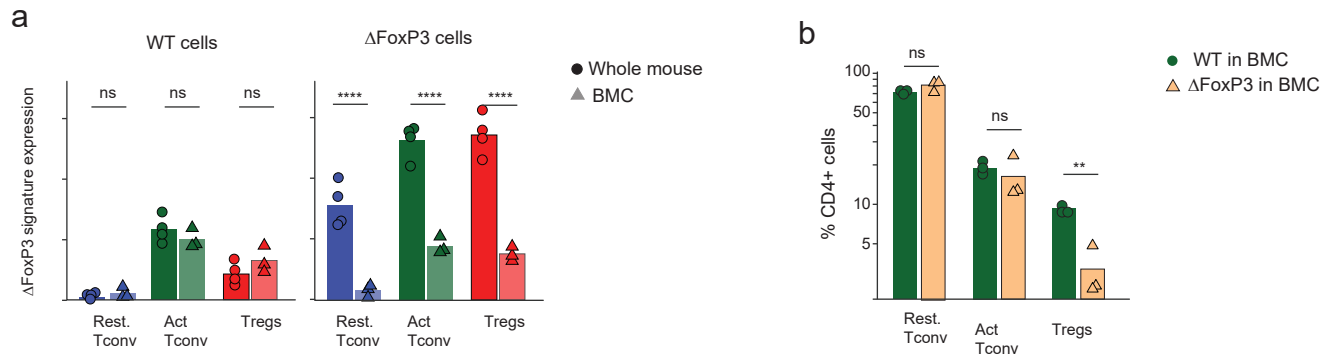 a
WT cells
ΔFoxP3 cells
Whole mouse
BMC
ΔFoxP3 signature expression
ns
ns
ns
****
****
****
Rest.
Tconv
Act
Tconv
Tregs
Rest.
Tconv
Act
Tconv
Tregs
b
WT in BMC
ΔFoxP3 in BMC
% CD4+ cells
100
50
10
5
ns
ns
**
Rest.
Tconv
Act
Tconv
Tregs